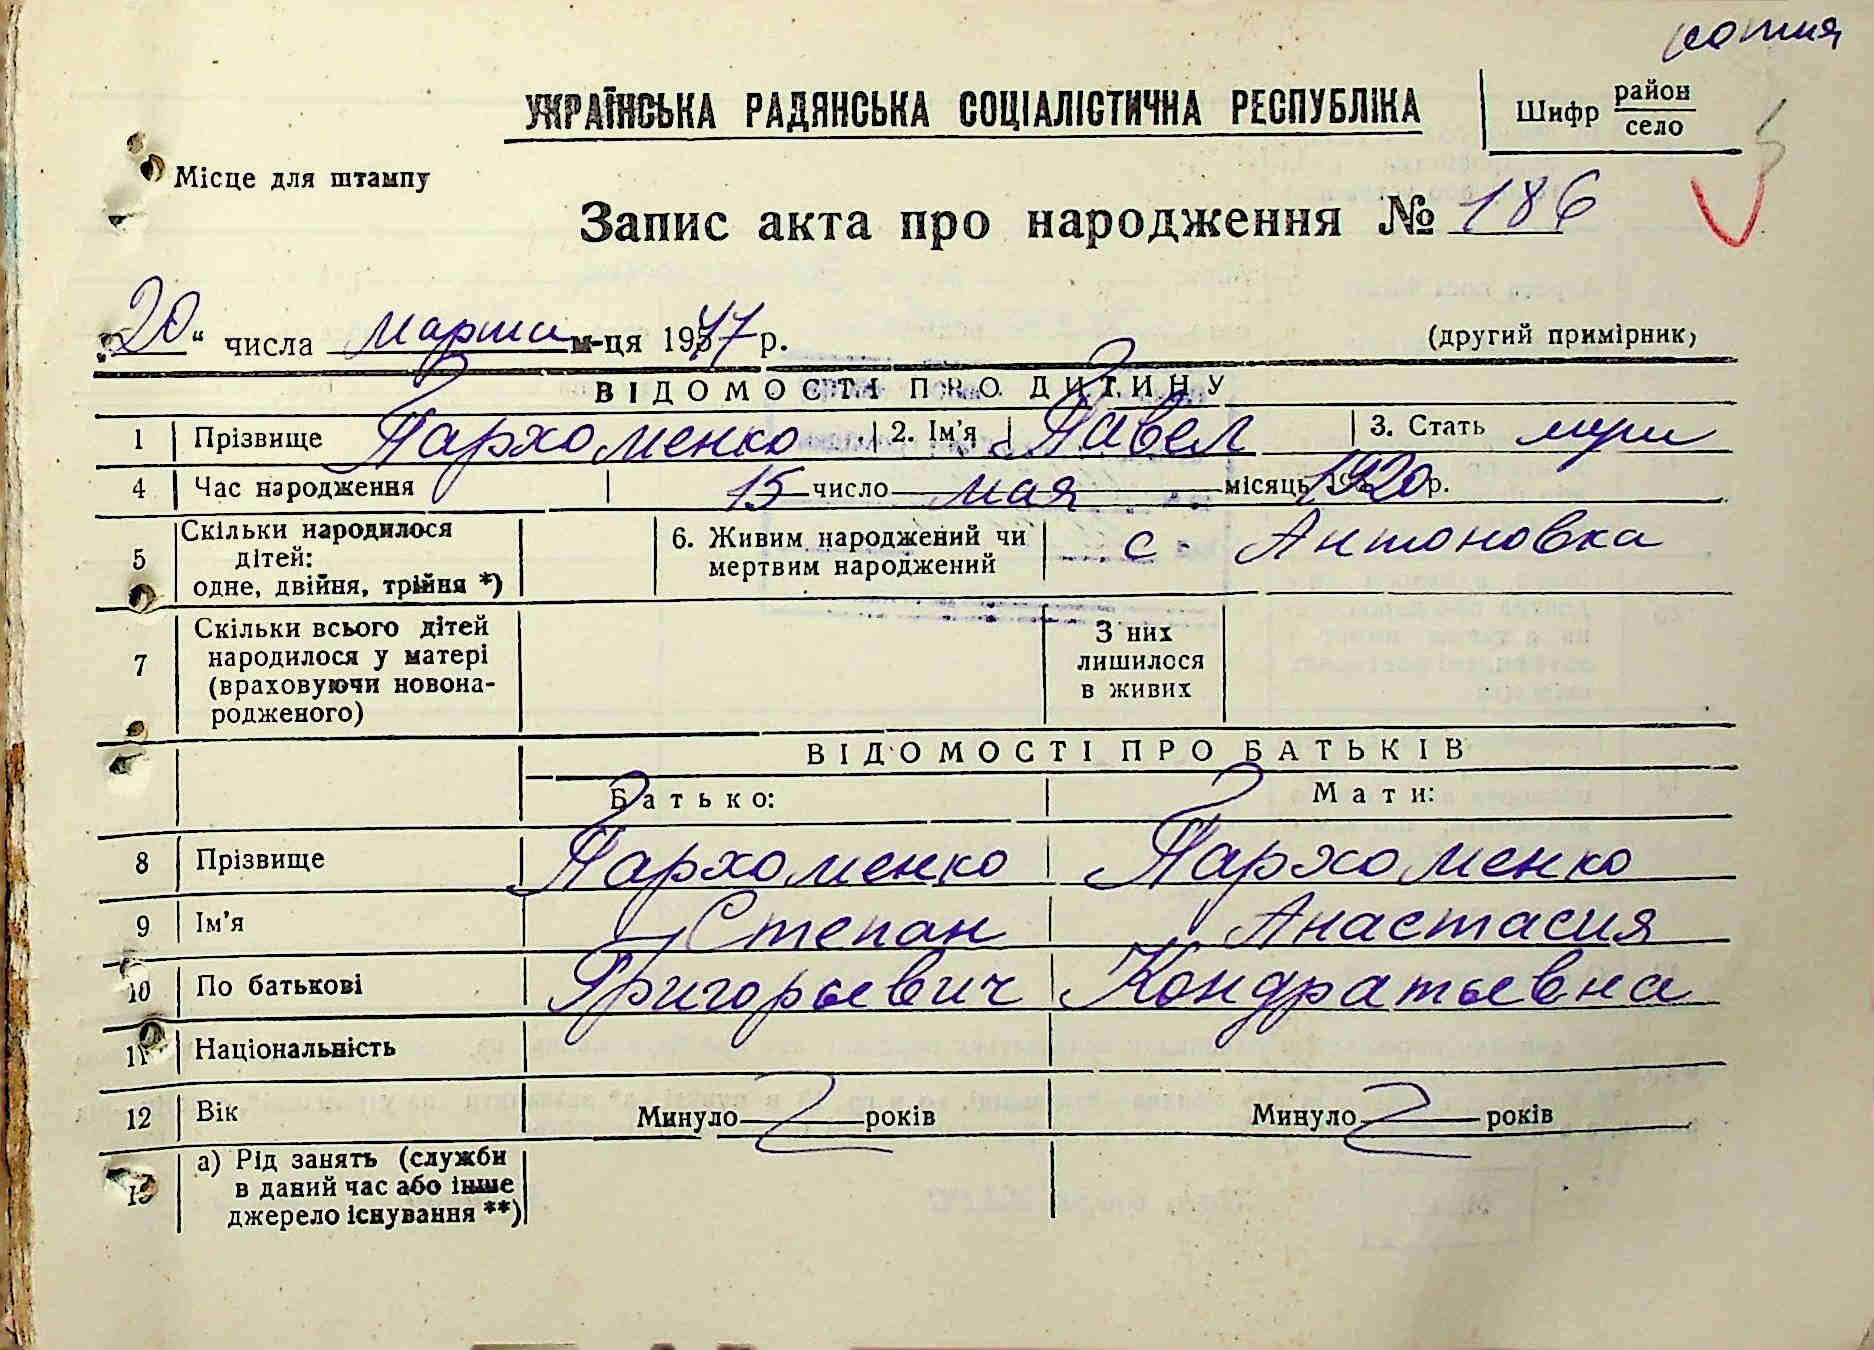 копия
УКРАЇНСЬКА РАДЯНСЬКА СОЦІАЛІСТИЧНА РЕСПУБЛІКА
Шифр район село
Місце для штампу
Запис акта про народження № 186
„20“ числа марта м-ця 1947 р.
(другий примірник)
ВІДОМОСТІ ПРО ДИТИНУ
1 Прізвище Пархоменко 2. Ім'я Павел 3. Стать муж
4 Час народження 15 число мая місяць 1920 р.
5 Скільки народилося дітей: одне, двійня, трійня *)
6. Живим народжений чи мертвим народжений с. Антоновка
7 Скільки всього дітей народилося у матері (враховуючи новонародженого)
З них лишилося в живих
ВІДОМОСТІ ПРО БАТЬКІВ
Батько: Мати:
8 Прізвище Пархоменко Пархоменко
9 Ім'я Степан Анастасия
10 По батькові Григорьевич Кондратьевна
11 Національність
12 Вік Минуло років Минуло років
13 а) Рід занять (служби в даний час або інше джерело існування **)